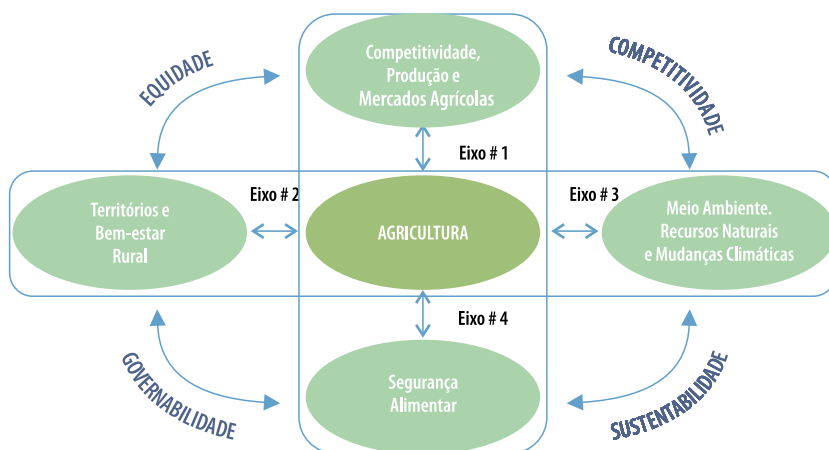 EQUIDADE
Competitividade,
Produção e
Mercados Agrícolas
COMPETITIVIDADE
Eixo # 1
Territórios e
Bem-estar
Rural
Eixo # 2
AGRICULTURA
Eixo # 3
Meio Ambiente.
Recursos Naturais
e Mudanças Climáticas
Eixo # 4
GOVERNABILIDADE
Segurança
Alimentar
SUSTENTABILIDADE